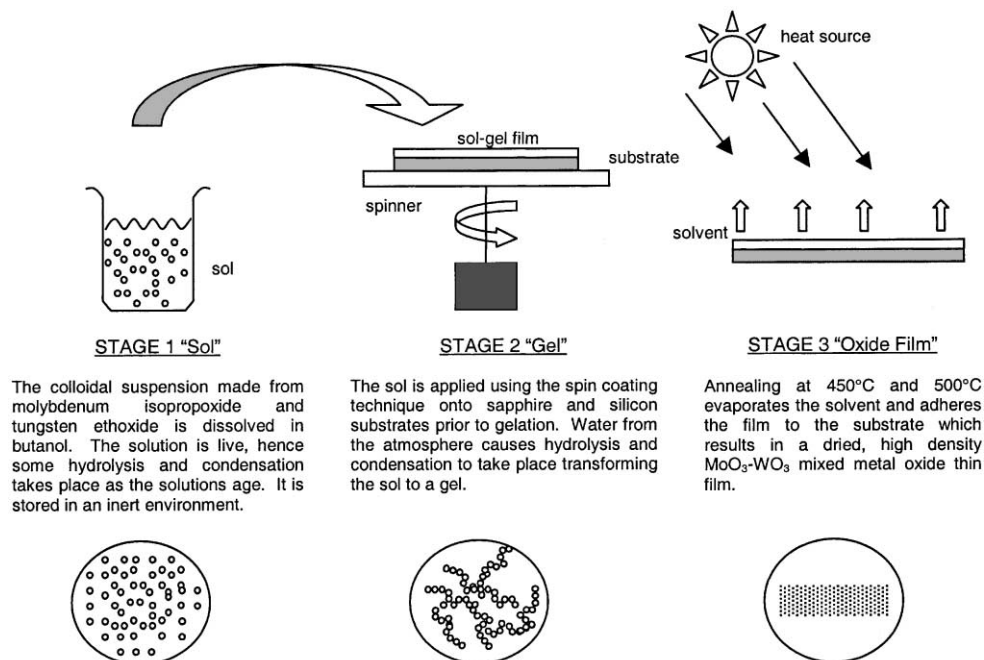 heat source
sol-gel film
substrate
spinner
solvent
sol
STAGE 1 “Sol”
The colloidal suspension made from
molybdenum isopropoxide and
tungsten ethoxide is dissolved in
butanol. The solution is live, hence
some hydrolysis and condensation
takes place as the solutions age. It is
stored in an inert environment.
STAGE 2 “Gel”
The sol is applied using the spin coating
technique onto sapphire and silicon
substrates prior to gelation. Water from
the atmosphere causes hydrolysis and
condensation to take place transforming
the sol to a gel.
STAGE 3 “Oxide Film”
Annealing at 450°C and 500°C
evaporates the solvent and adheres
the film to the substrate which
results in a dried, high density
MoO₃-WO₃ mixed metal oxide thin
film.